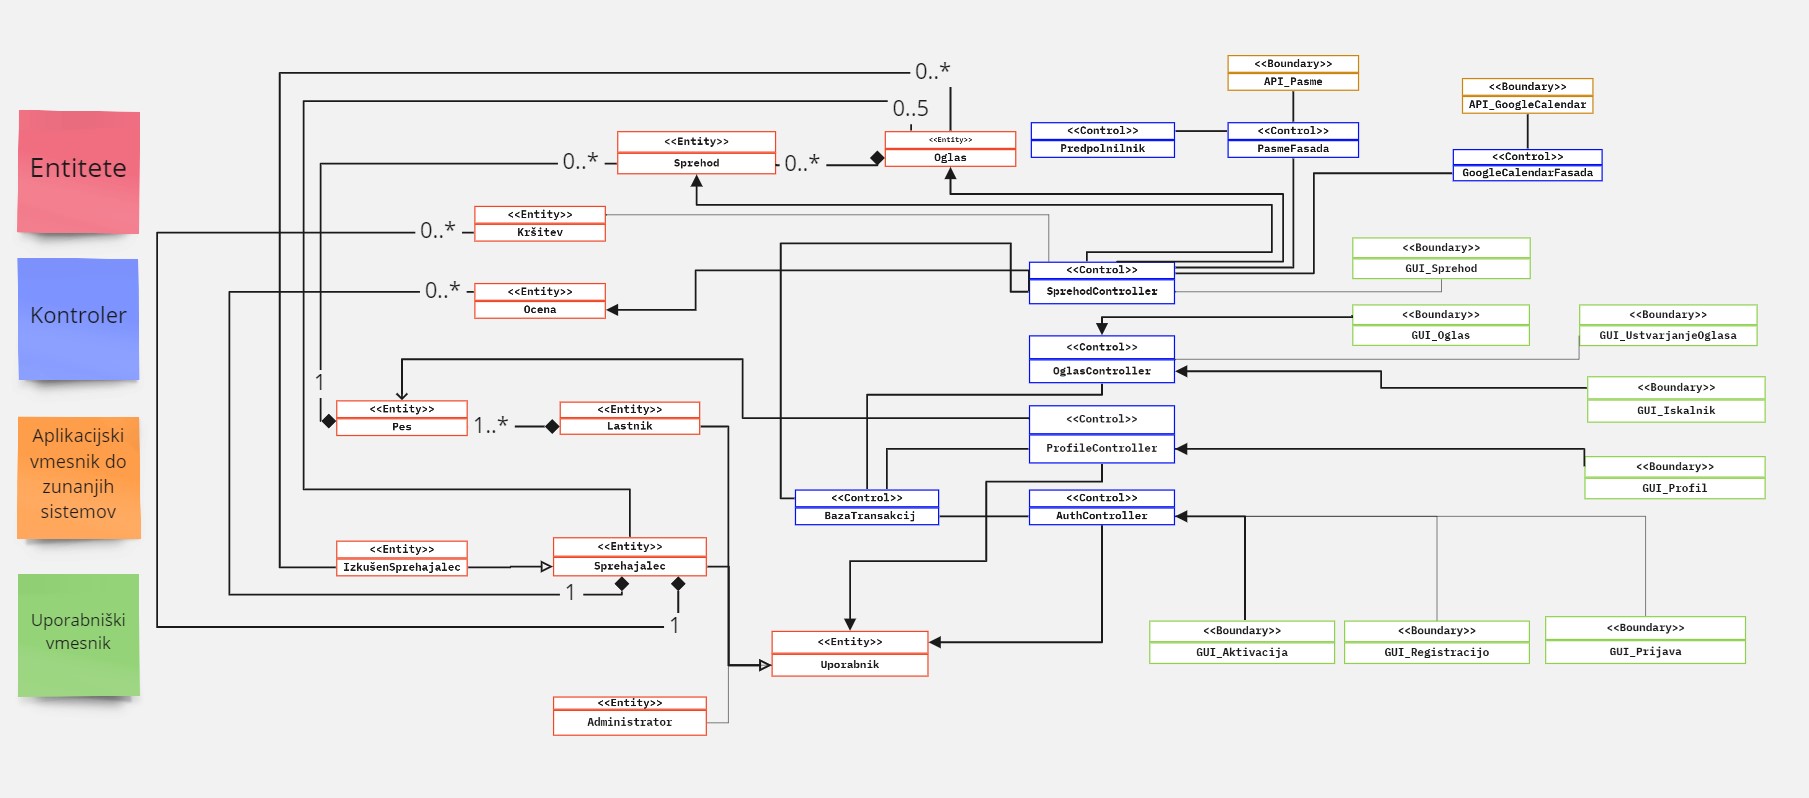 Entitete
Kontroler
Aplikacijski
vmesnik do
zunanjih
sistemov
Uporabniški
vmesnik
0..*
0..5
<<Boundary>>
API_Pasme
<<Boundary>>
API_GoogleCalendar
<<Entity>>
Sprehod
0..*
0..*
<<Entity>>
Oglas
<<Control>>
Predpolnilnik
<<Control>>
PasmeFasada
<<Control>>
GoogleCalendarFasada
0..*
<<Entity>>
Kršitev
0..*
<<Entity>>
Ocena
<<Control>>
SprehodController
<<Boundary>>
GUI_Sprehod
<<Boundary>>
GUI_Oglas
<<Boundary>>
GUI_UstvarjanjeOglasa
<<Control>>
OglasController
<<Boundary>>
GUI_Iskalnik
1
<<Entity>>
Pes
1..*
<<Entity>>
Lastnik
<<Control>>
ProfileController
<<Boundary>>
GUI_Profil
<<Control>>
BazaTransakcij
<<Control>>
AuthController
<<Entity>>
IzkušenSprehajalec
<<Entity>>
Sprehajalec
1
1
<<Entity>>
Uporabnik
<<Boundary>>
GUI_Aktivacija
<<Boundary>>
GUI_Registracijo
<<Boundary>>
GUI_Prijava
<<Entity>>
Administrator